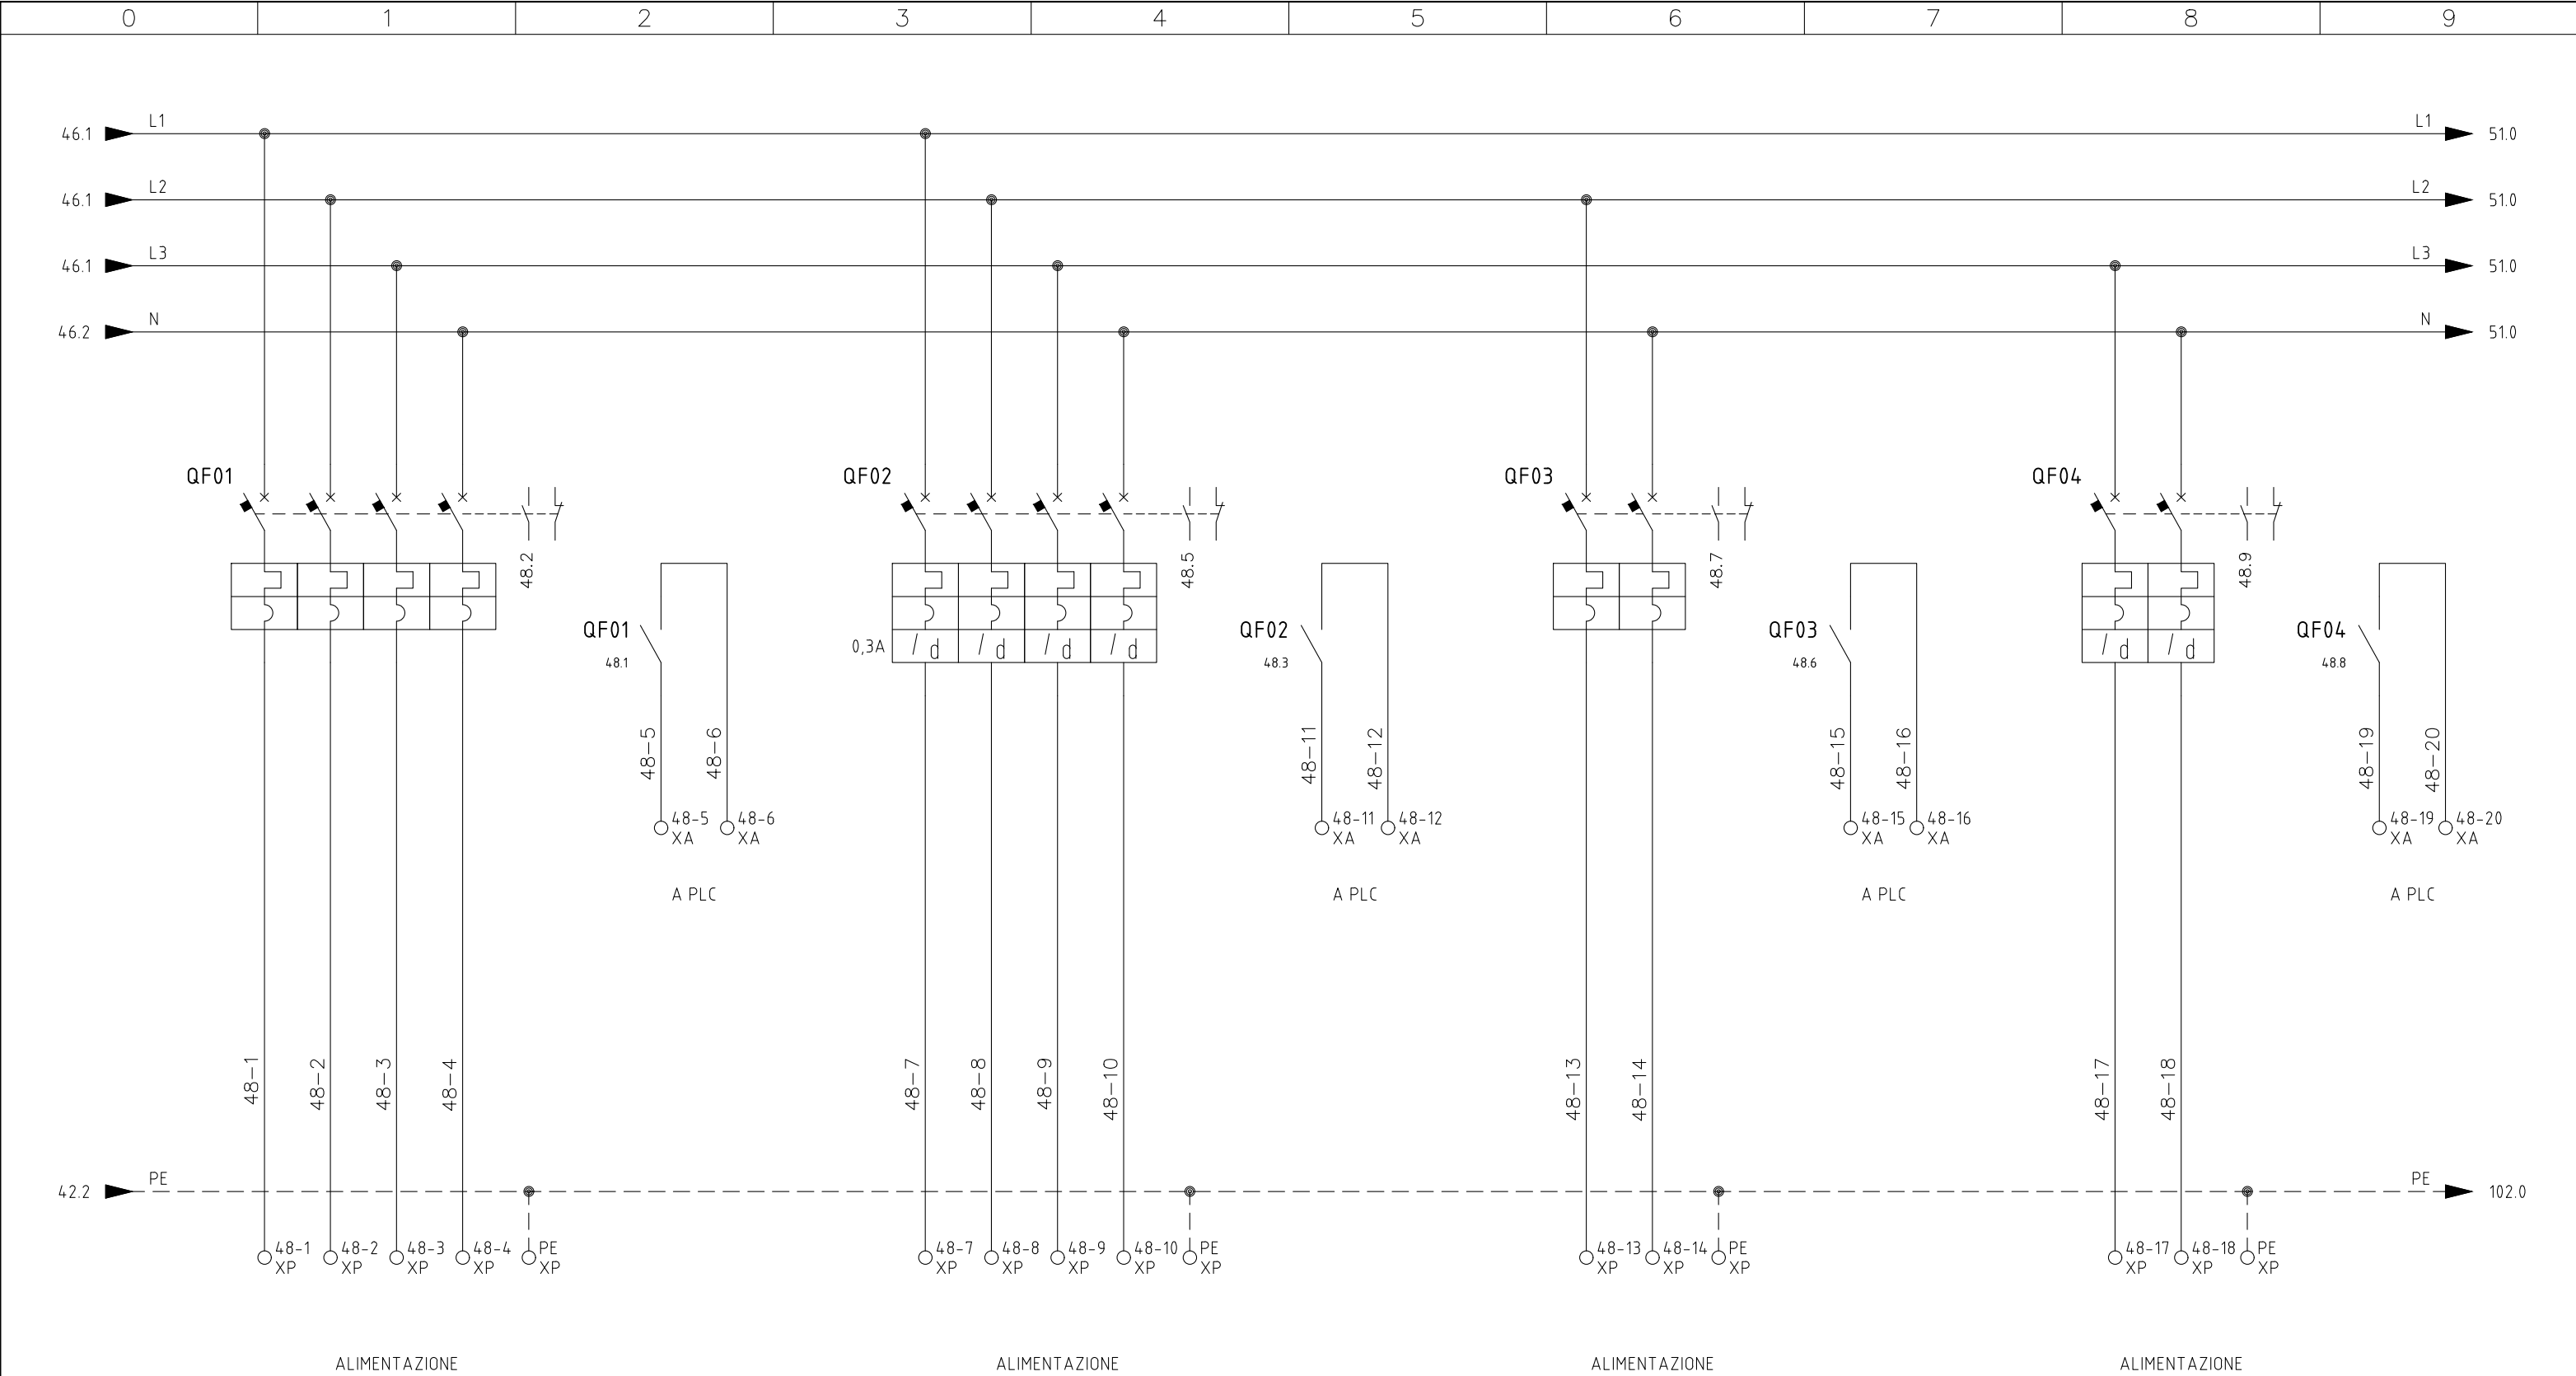 0 1 2 3 4 5 6 7 8 9
L1 L1
46.1 51.0
L2 L2
46.1 51.0
L3 L3
46.1 51.0
N N
46.2 51.0
QF01 QF02 QF03 QF04
48.2 48.5 48.7 48.9
QF01 QF02 QF03 QF04
0,3A / d / d / d / d / d / d
48.1 48.3 48.6 48.8
48-5 48-6 48-11 48-12 48-15 48-16 48-19 48-20
48-5 48-6 48-11 48-12 48-15 48-16 48-19 48-20
XA XA XA XA XA XA XA XA
A PLC A PLC A PLC A PLC
48-1 48-2 48-3 48-4 48-7 48-8 48-9 48-10 48-13 48-14 48-17 48-18
PE PE
42.2 102.0
48-1 48-2 48-3 48-4 PE 48-7 48-8 48-9 48-10 PE 48-13 48-14 PE 48-17 48-18 PE
XP XP XP XP XP XP XP XP XP XP XP XP XP XP XP XP
ALIMENTAZIONE ALIMENTAZIONE ALIMENTAZIONE ALIMENTAZIONE